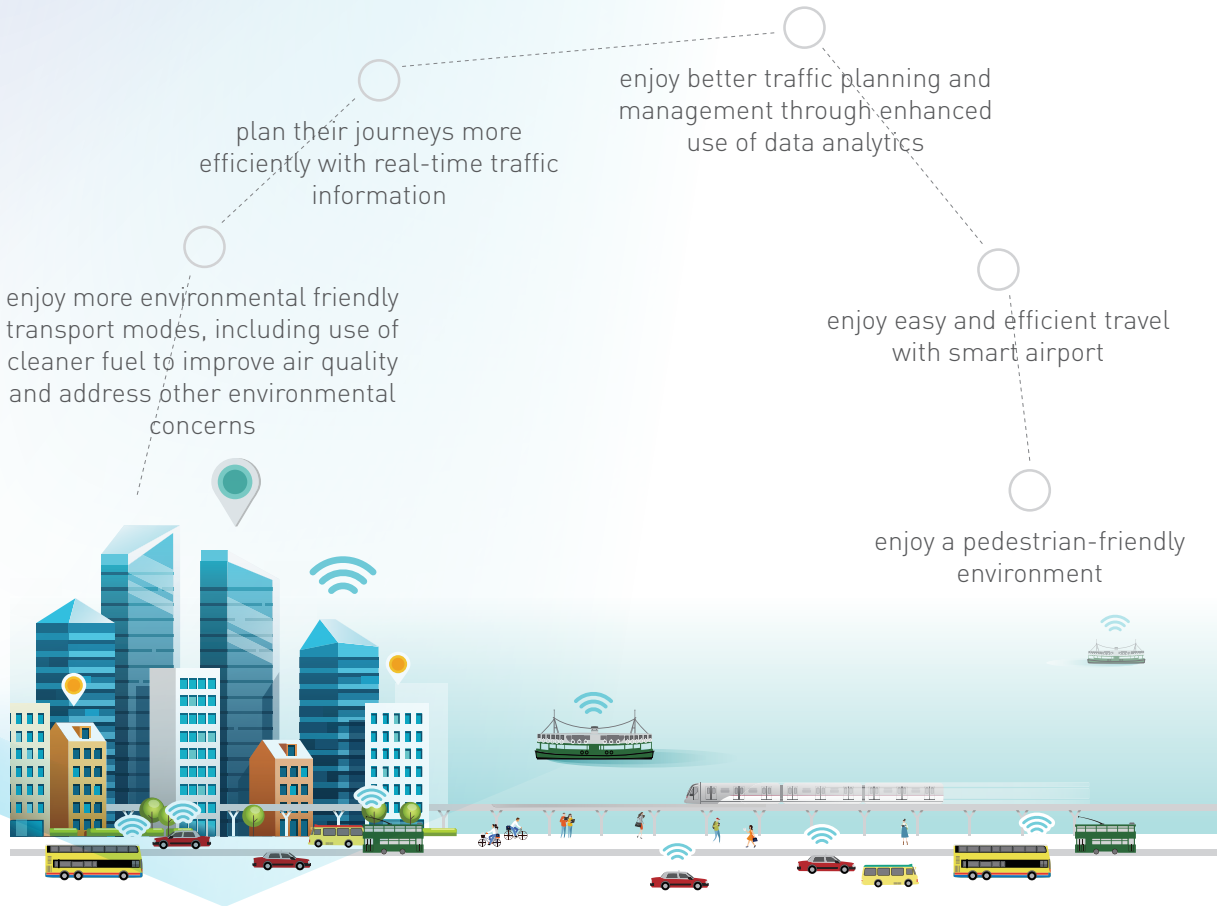 enjoy better traffic planning and
management through enhanced
use of data analytics
plan their journeys more
efficiently with real-time traffic
information
enjoy more environmental friendly
transport modes, including use of
cleaner fuel to improve air quality
and address other environmental
concerns
enjoy easy and efficient travel
with smart airport
enjoy a pedestrian-friendly
environment